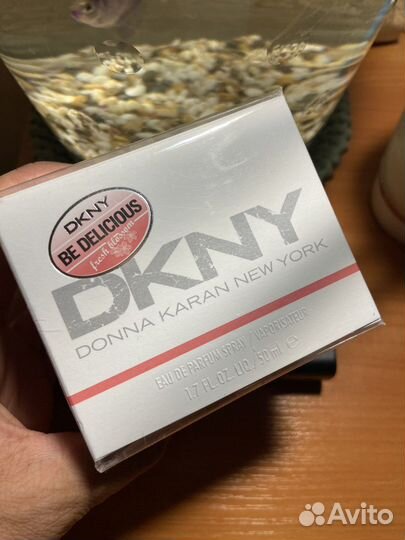 DKNY
BE DELICIOUS
fresh blossom
DKNY
DONNA KARAN NEW YORK
EAU DE PARFUM SPRAY / VAPORISATEUR
1.7 FL. OZ. LIQ. / 50 ml e
Avito